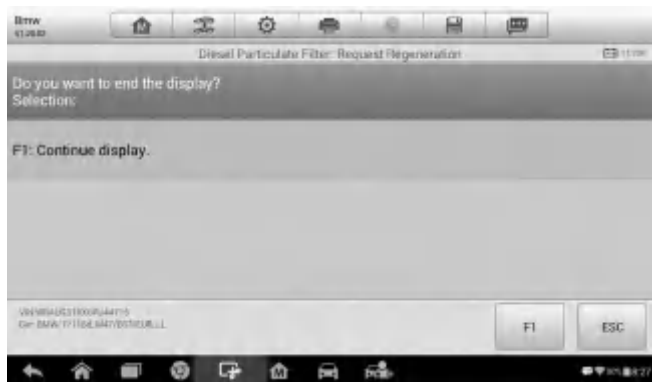 Bmw
Diesel Particulate Filter: Request Regeneration
Do you want to end the display?
Selection:
F1: Continue display.
F1
ESC